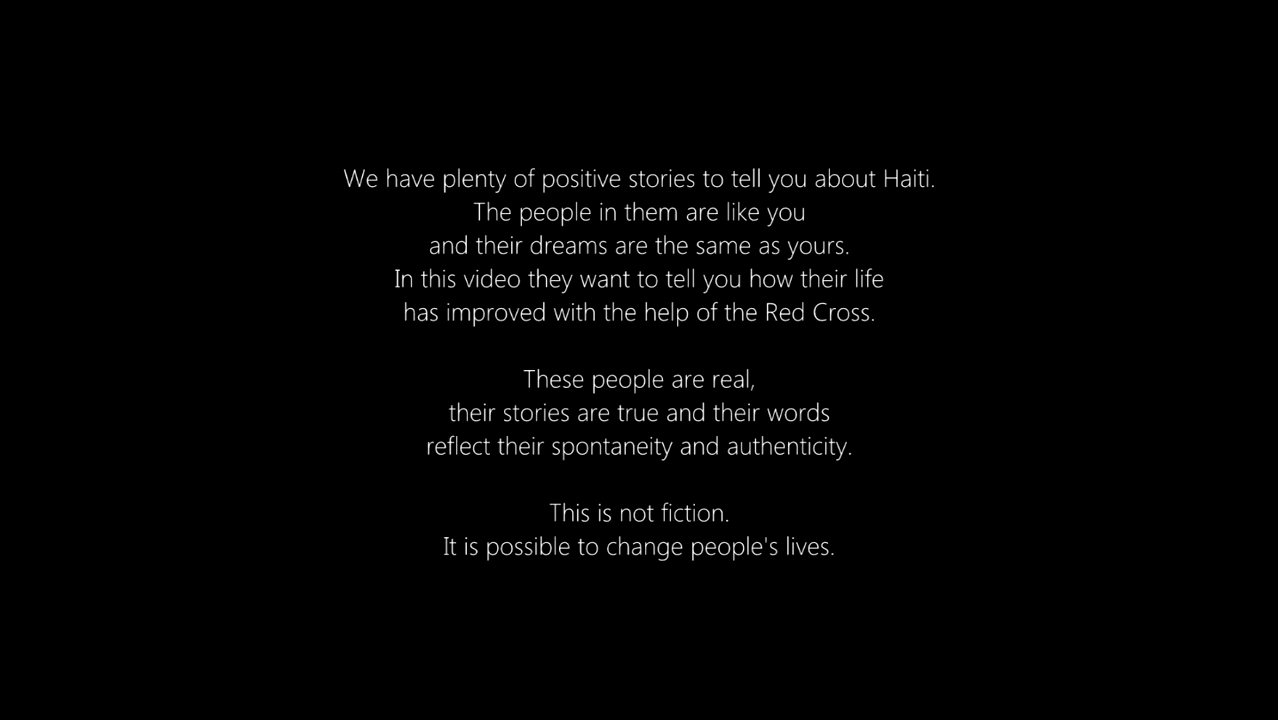 We have plenty of positive stories to tell you about Haiti.
The people in them are like you
and their dreams are the same as yours.
In this video they want to tell you how their life
has improved with the help of the Red Cross.
These people are real,
their stories are true and their words
reflect their spontaneity and authenticity.
This is not fiction.
It is possible to change people's lives.